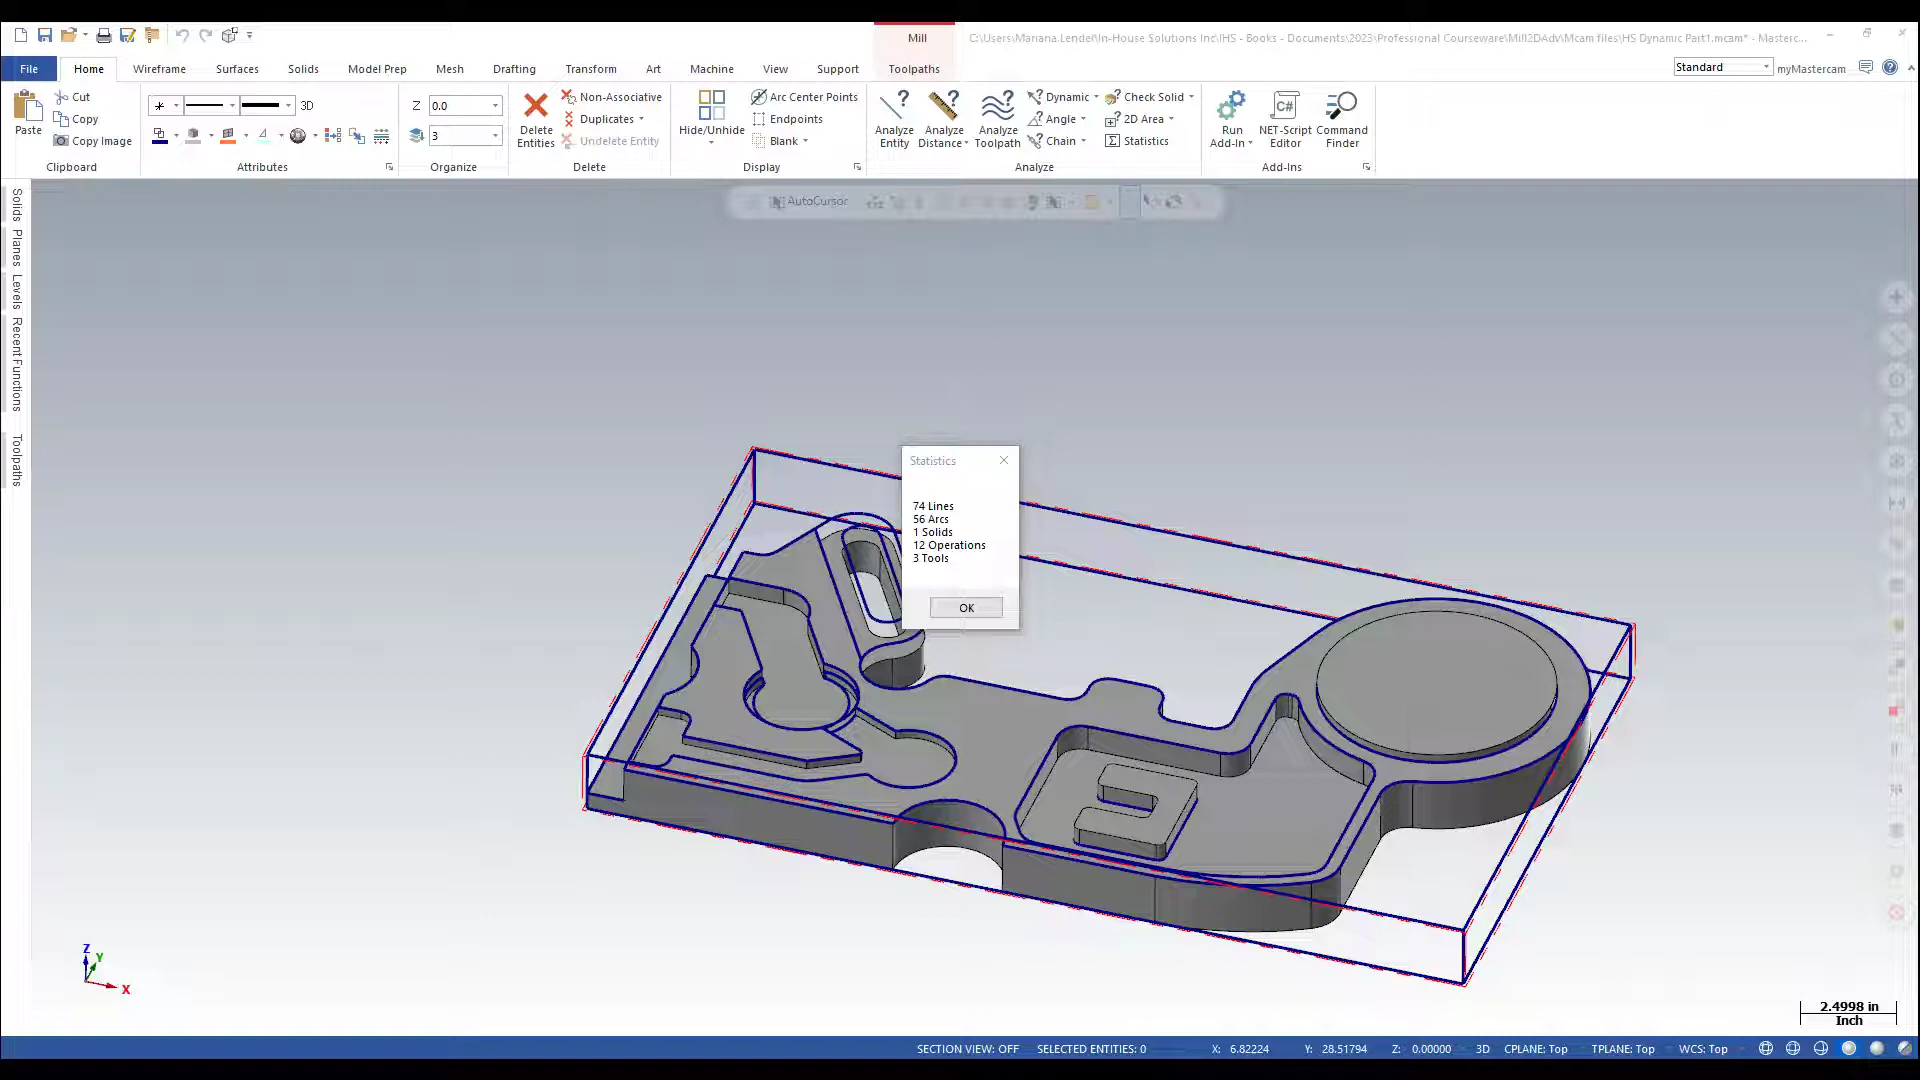 Mill
C:\Users\Mariana.Lendel\In-House Solutions Inc\IHS - Books - Documents\2023\Professional Courseware\Mill2DAdv\Mcam files\HS Dynamic Part1.mcam* - Masterc...
File
Home
Wireframe
Surfaces
Solids
Model Prep
Mesh
Drafting
Transform
Art
Machine
View
Support
Toolpaths
Standard
myMastercam
Paste
Cut
Copy
Copy Image
Clipboard
3D
Attributes
Z
0.0
3
Organize
Delete
Entities
Non-Associative
Duplicates
Undelete Entity
Delete
Hide/Unhide
Arc Center Points
Endpoints
Blank
Display
Analyze
Entity
Analyze
Distance
Analyze
Toolpath
Dynamic
Angle
Chain
Check Solid
2D Area
Statistics
Analyze
Run
Add-In
C#
NET-Script
Editor
Command
Finder
Add-Ins
AutoCursor
Solids
Planes
Levels
Recent Functions
Toolpaths
Statistics
74 Lines
56 Arcs
1 Solids
12 Operations
3 Tools
OK
Z
Y
X
2.4998 in
Inch
SECTION VIEW: OFF
SELECTED ENTITIES: 0
X: 6.82224
Y: 28.51794
Z: 0.00000
3D
CPLANE: Top
TPLANE: Top
WCS: Top